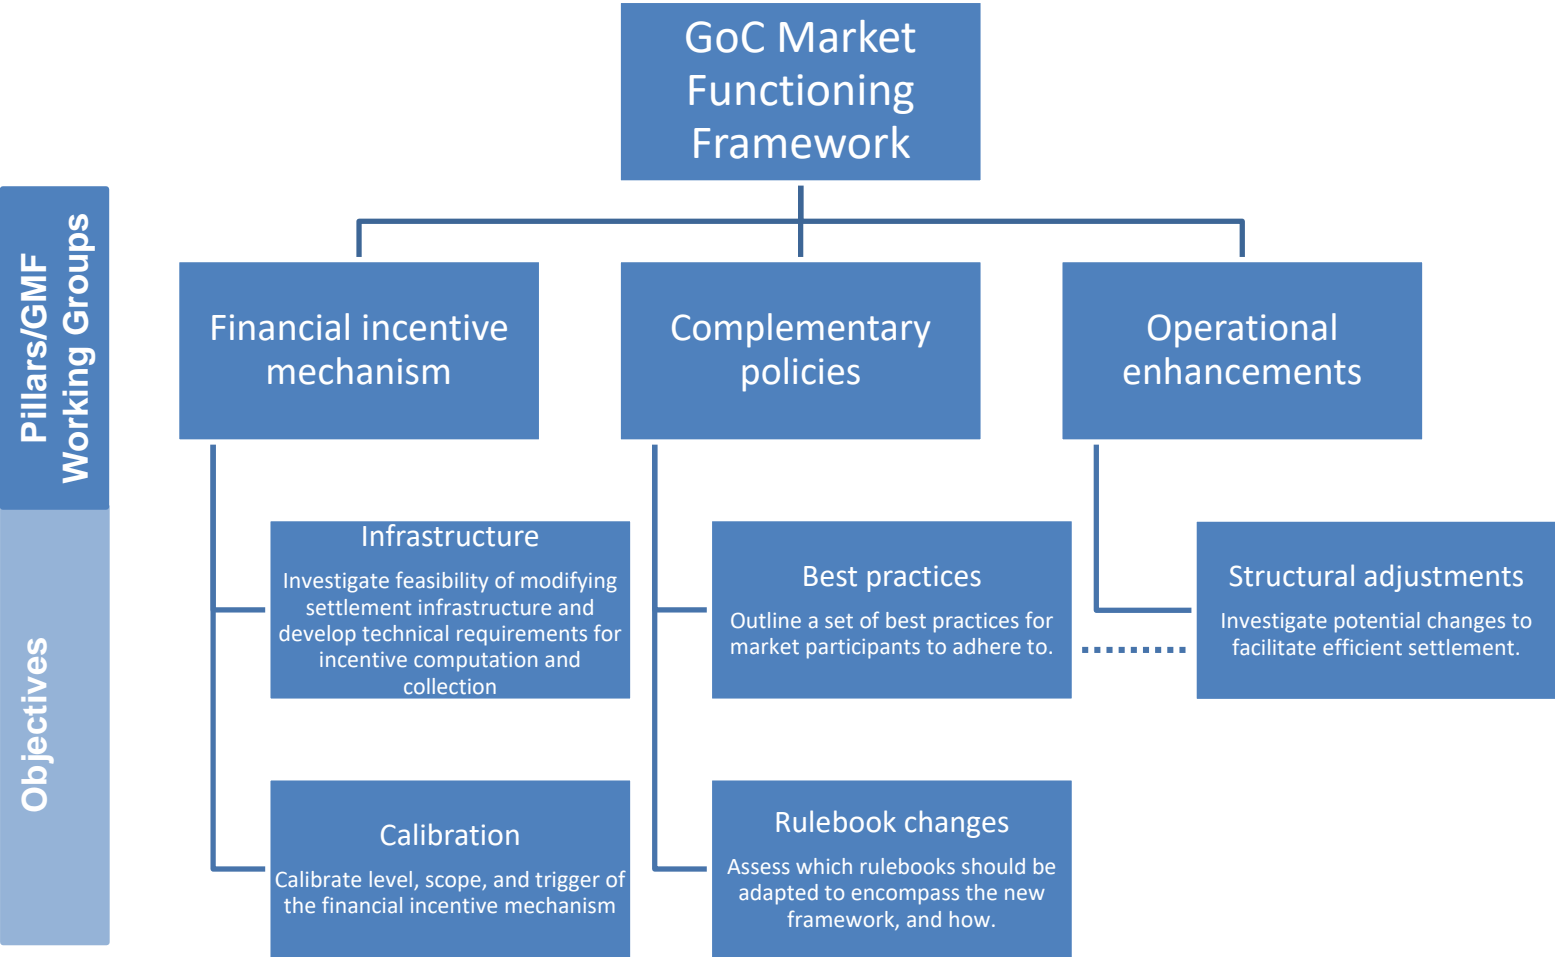 GoC Market
Functioning
Framework
Pillars/GMF
Working Groups
Financial incentive
mechanism
Complementary
policies
Operational
enhancements
Objectives
Infrastructure
Investigate feasibility of modifying
settlement infrastructure and
develop technical requirements for
incentive computation and
collection
Best practices
Outline a set of best practices for
market participants to adhere to.
Structural adjustments
Investigate potential changes to
facilitate efficient settlement.
Calibration
Calibrate level, scope, and trigger of
the financial incentive mechanism
Rulebook changes
Assess which rulebooks should be
adapted to encompass the new
framework, and how.